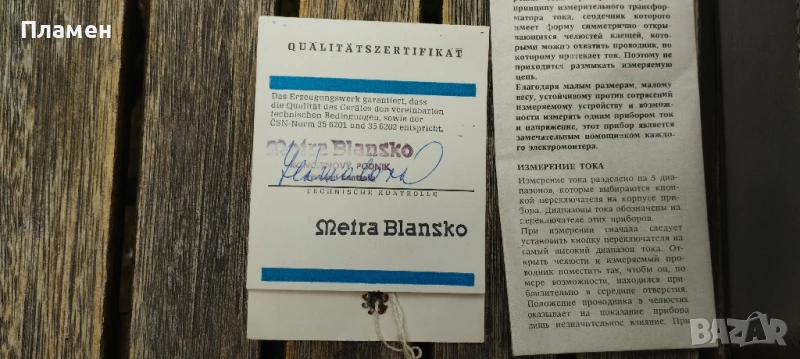 Пламен
QUALITÄTSZERTIFIKAT
Das Erzeugungswerk garantiert, dass
die Qualität des Gerätes den vereinbarten
technischen Bedingungen, sowie der
ČSN-Norm 35 6201 und 35 6202 entspricht.
Metra Blansko
PODNIK
TECHNISCHE KONTROLLE
Metra Blansko
принципу измерительного трансфор-
матора тока, сердечник которого
имеет форму симметрично откры-
вающихся челюстей клещей, кото-
рыми можно охватить проводник, по
которому протекает ток. Поэтому не
приходится размыкать измеряемую
цепь.
Благодаря малым размерам, малому
весу, устойчивому против сотрясений
измеряемому устройству и возмож-
ности измерять одним прибором ток
и напряжение, этот прибор является
замечательным помощником каждо-
го электромонтера.
ИЗМЕРЕНИЕ ТОКА
Измерение тока разделено на 5 диа-
пазонов, которые выбираются кноп-
кой переключателя на корпусе при-
бора. Диапазоны тока обозначены на
переключателе этих приборов.
При измерении сначала следует
установить кнопку переключателя на
самый высокий диапазон тока. От-
крыть челюсти и измеряемый про-
водник поместить так, чтобы он, по
мере возможности, находился при-
близительно в середине отверстия.
Положение проводника в челюстях
оказывает на показание прибора
лишь незначительное влияние. При
BAZAR.bg